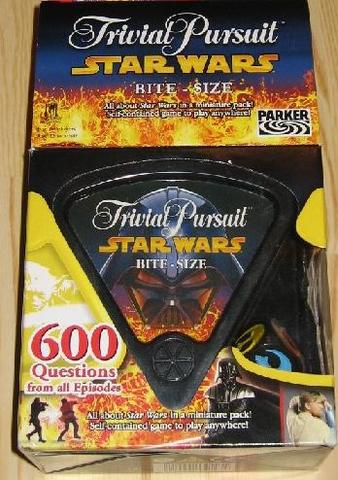 Trivial Pursuit
STAR WARS
BITE - SIZE
All about Star Wars in a miniature pack!
Self-contained game to play anywhere!
PARKER
Trivial Pursuit
STAR WARS
BITE - SIZE
600
Questions
from all Episodes
All about Star Wars in a miniature pack!
Self-contained game to play anywhere!